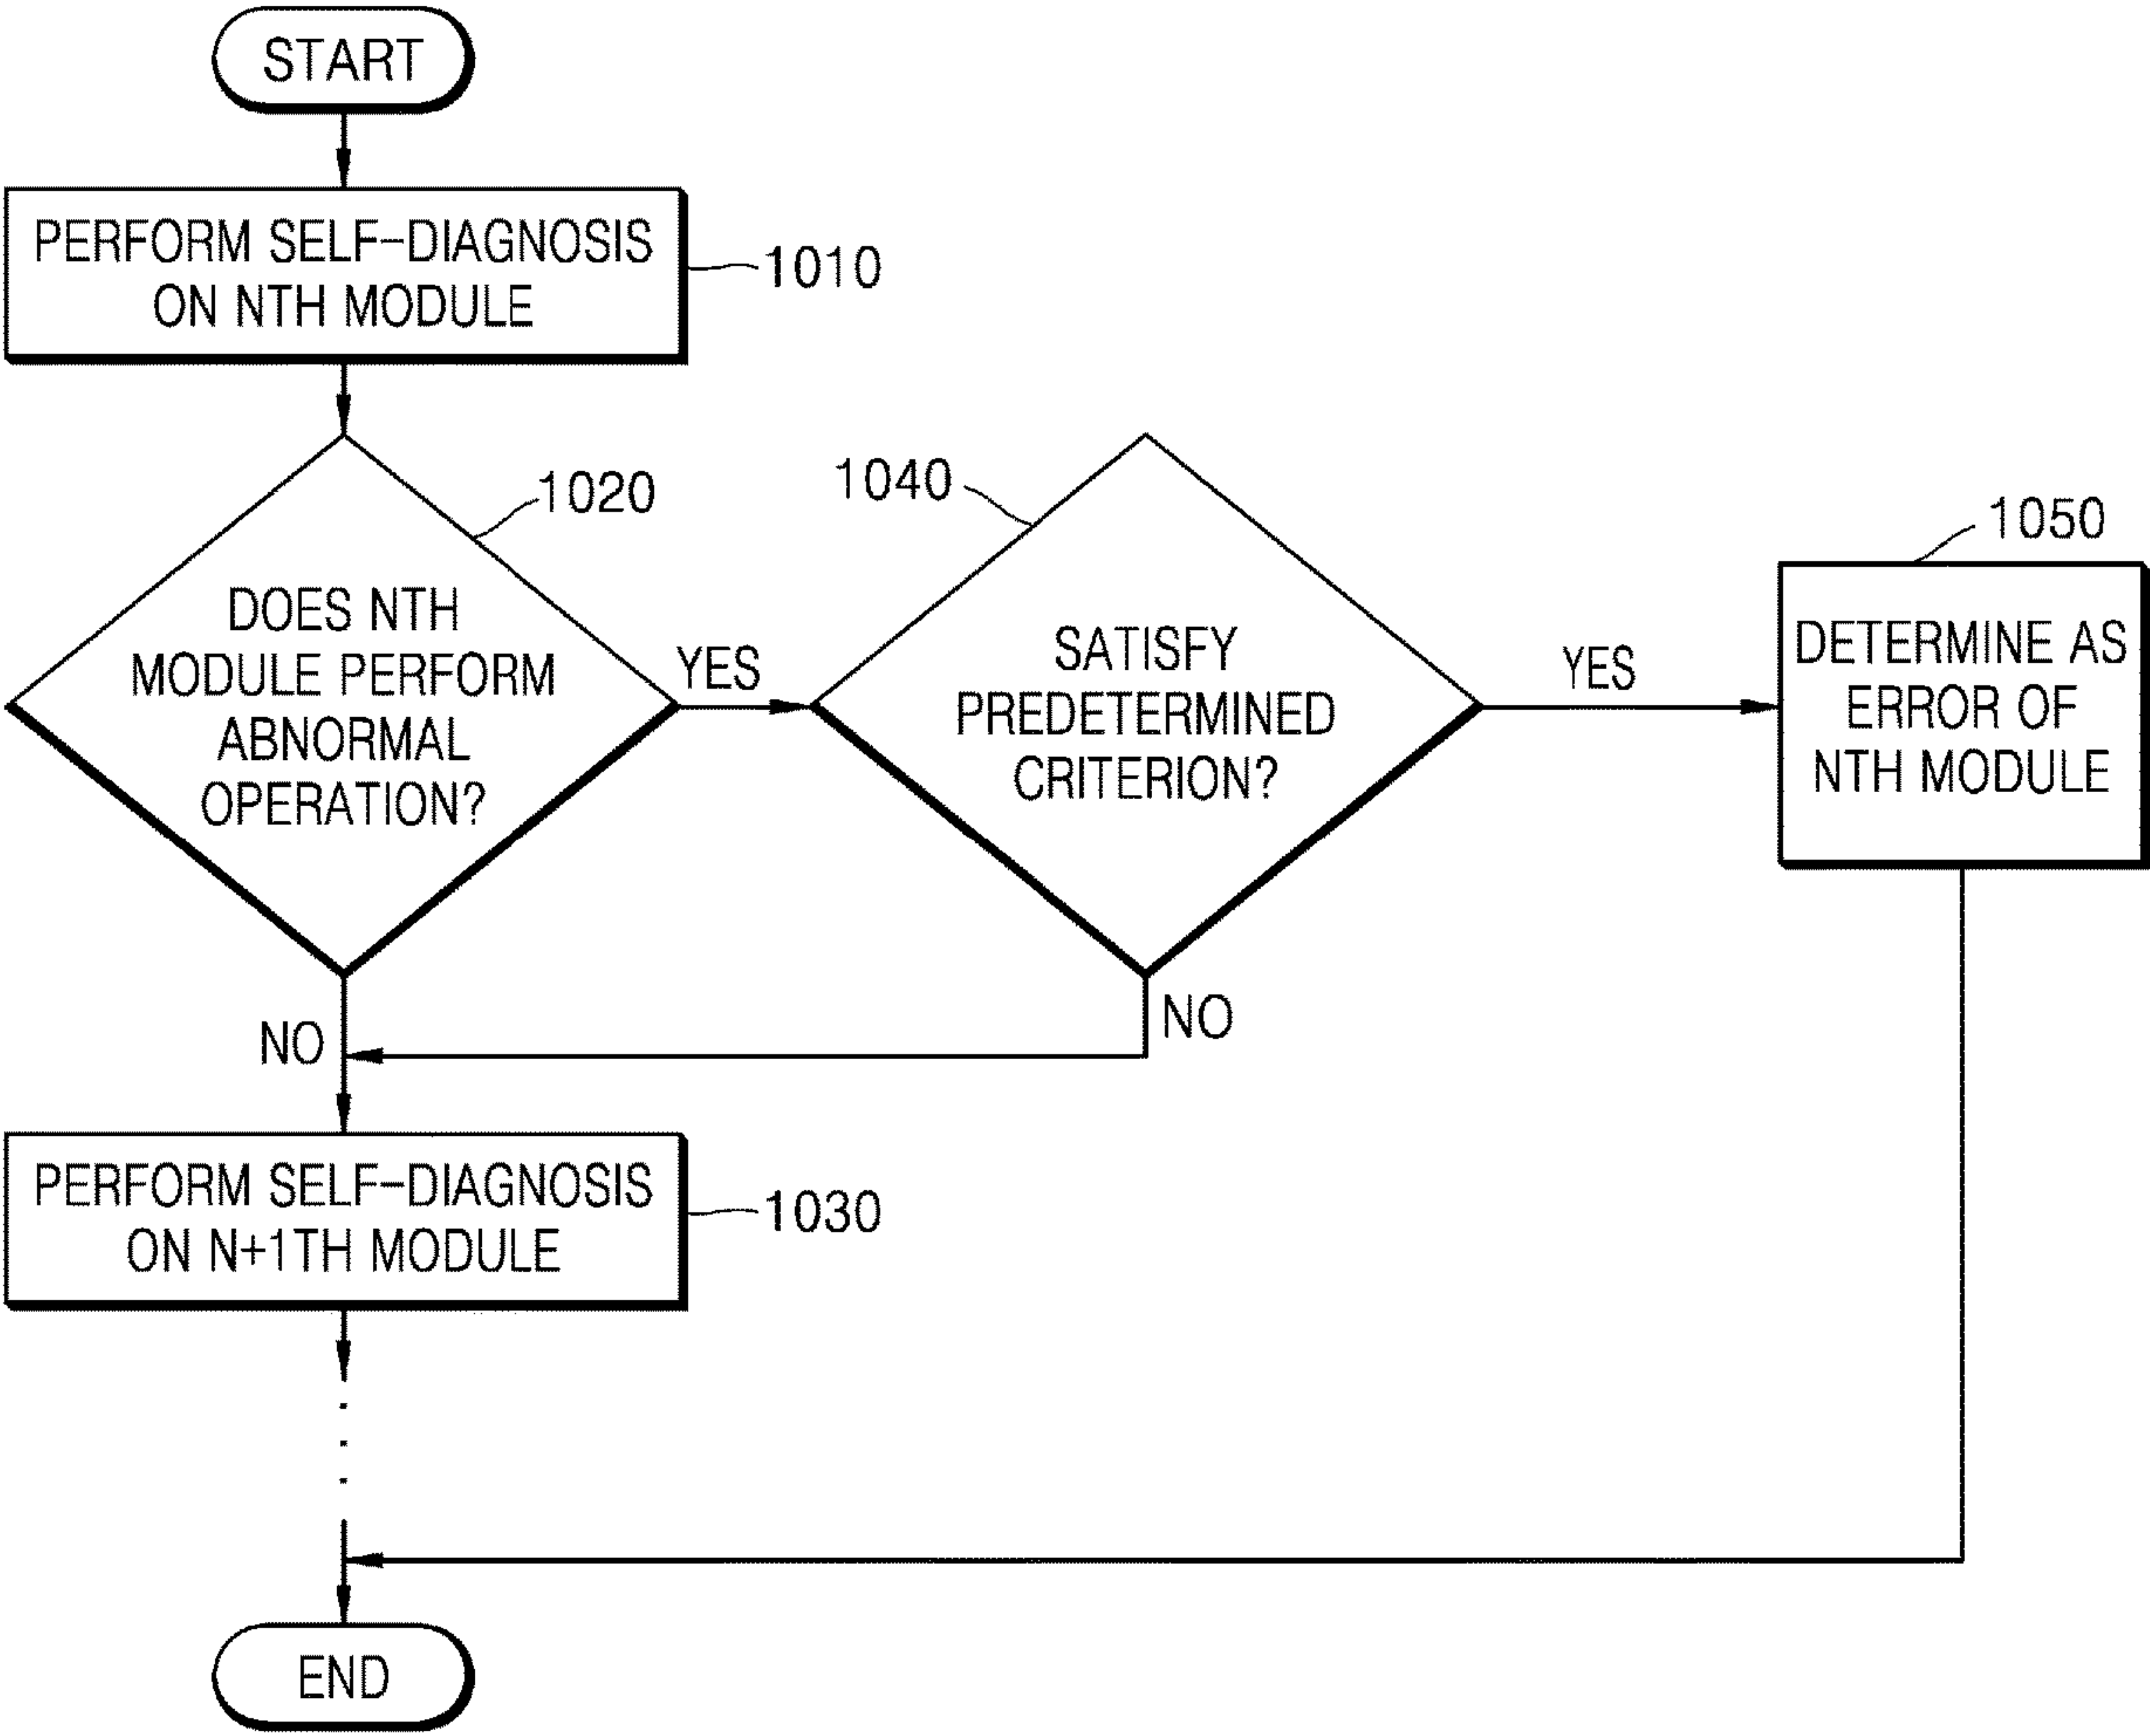 START
PERFORM SELF-DIAGNOSIS
ON NTH MODULE
1010
1020
DOES NTH
MODULE PERFORM
ABNORMAL
OPERATION?
YES
NO
1040
SATISFY
PREDETERMINED
CRITERION?
YES
NO
1050
DETERMINE AS
ERROR OF
NTH MODULE
PERFORM SELF-DIAGNOSIS
ON N+1TH MODULE
1030
END